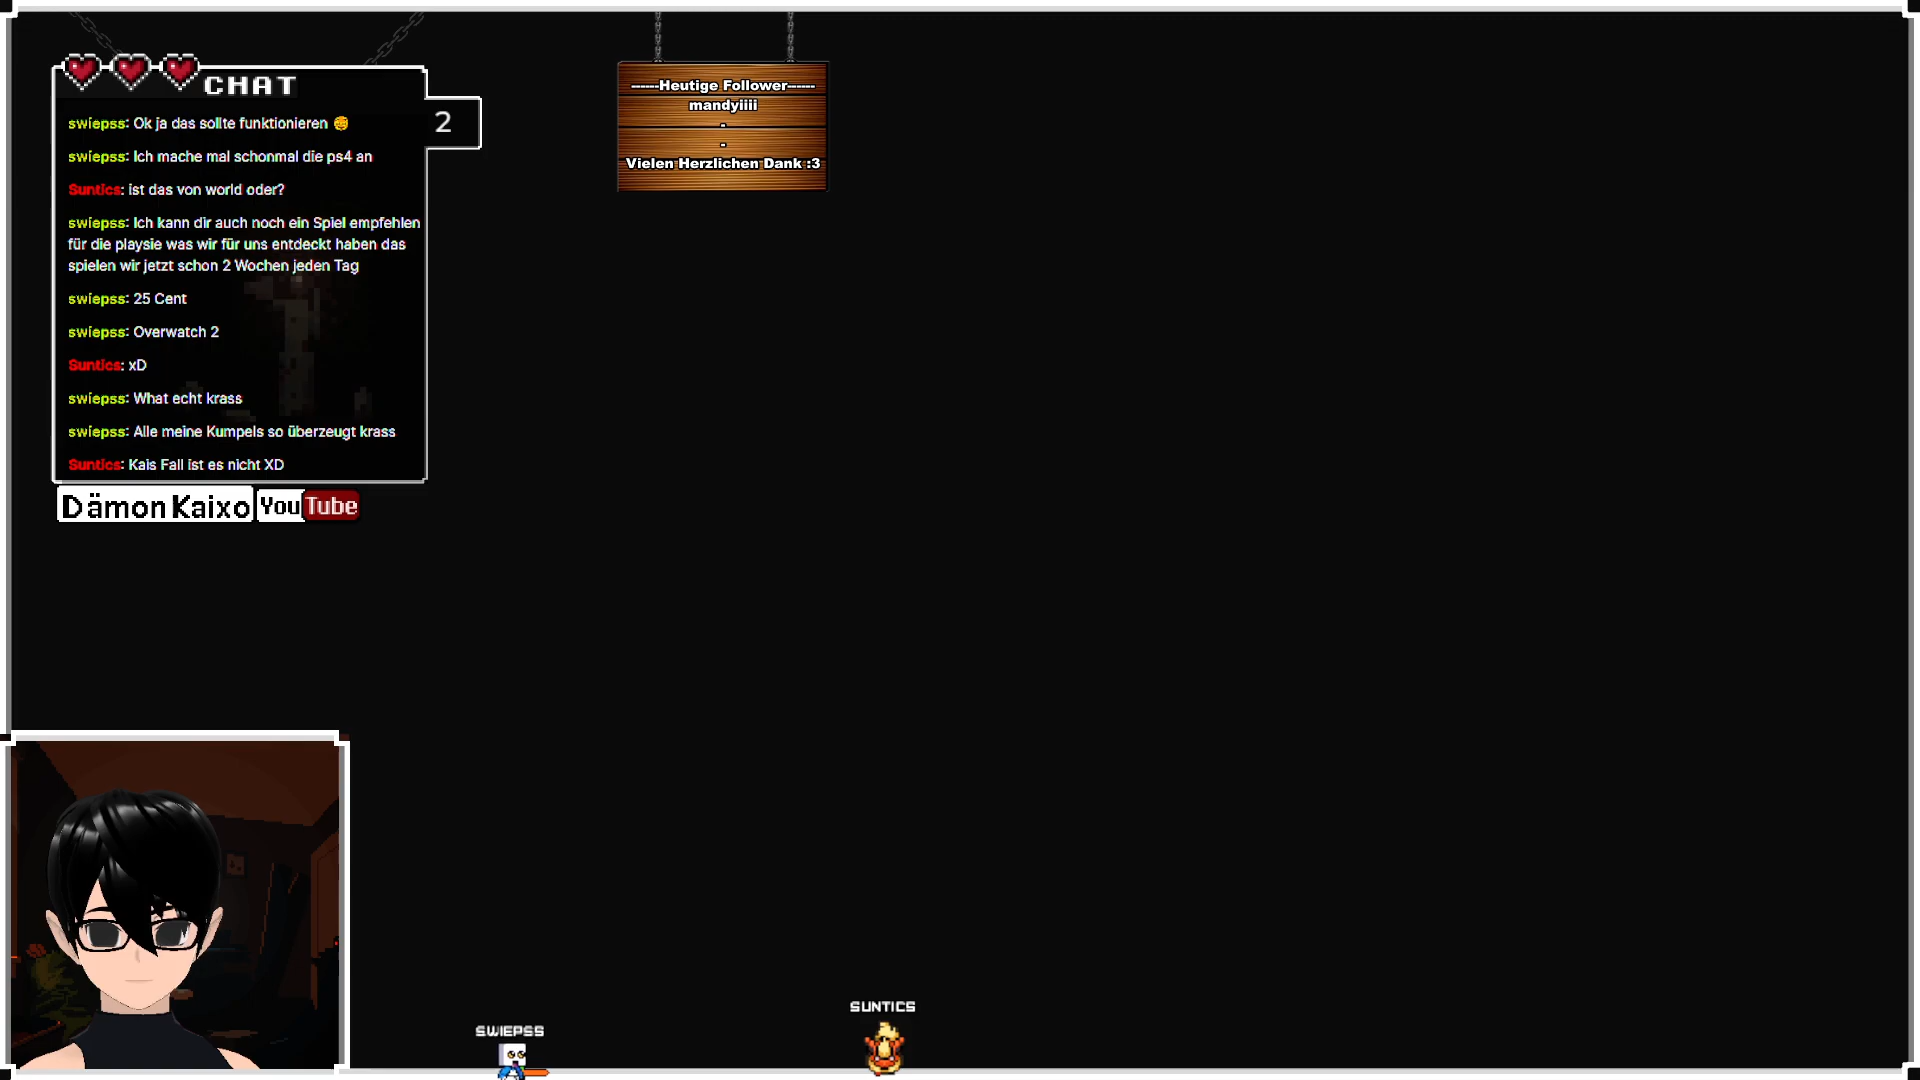 CHAT
2
swiepss: Ok ja das sollte funktionieren
swiepss: Ich mache mal schonmal die ps4 an
Suntics: ist das von world oder?
swiepss: Ich kann dir auch noch ein Spiel empfehlen
für die playsie was wir für uns entdeckt haben das
spielen wir jetzt schon 2 Wochen jeden Tag
swiepss: 25 Cent
swiepss: Overwatch 2
Suntics: xD
swiepss: What echt krass
swiepss: Alle meine Kumpels so überzeugt krass
Suntics: Kais Fall ist es nicht XD
Dämon Kaixo YouTube
------Heutige Follower------
mandyiiii
-
-
Vielen Herzlichen Dank :3
SWIEPSS
SUNTICS